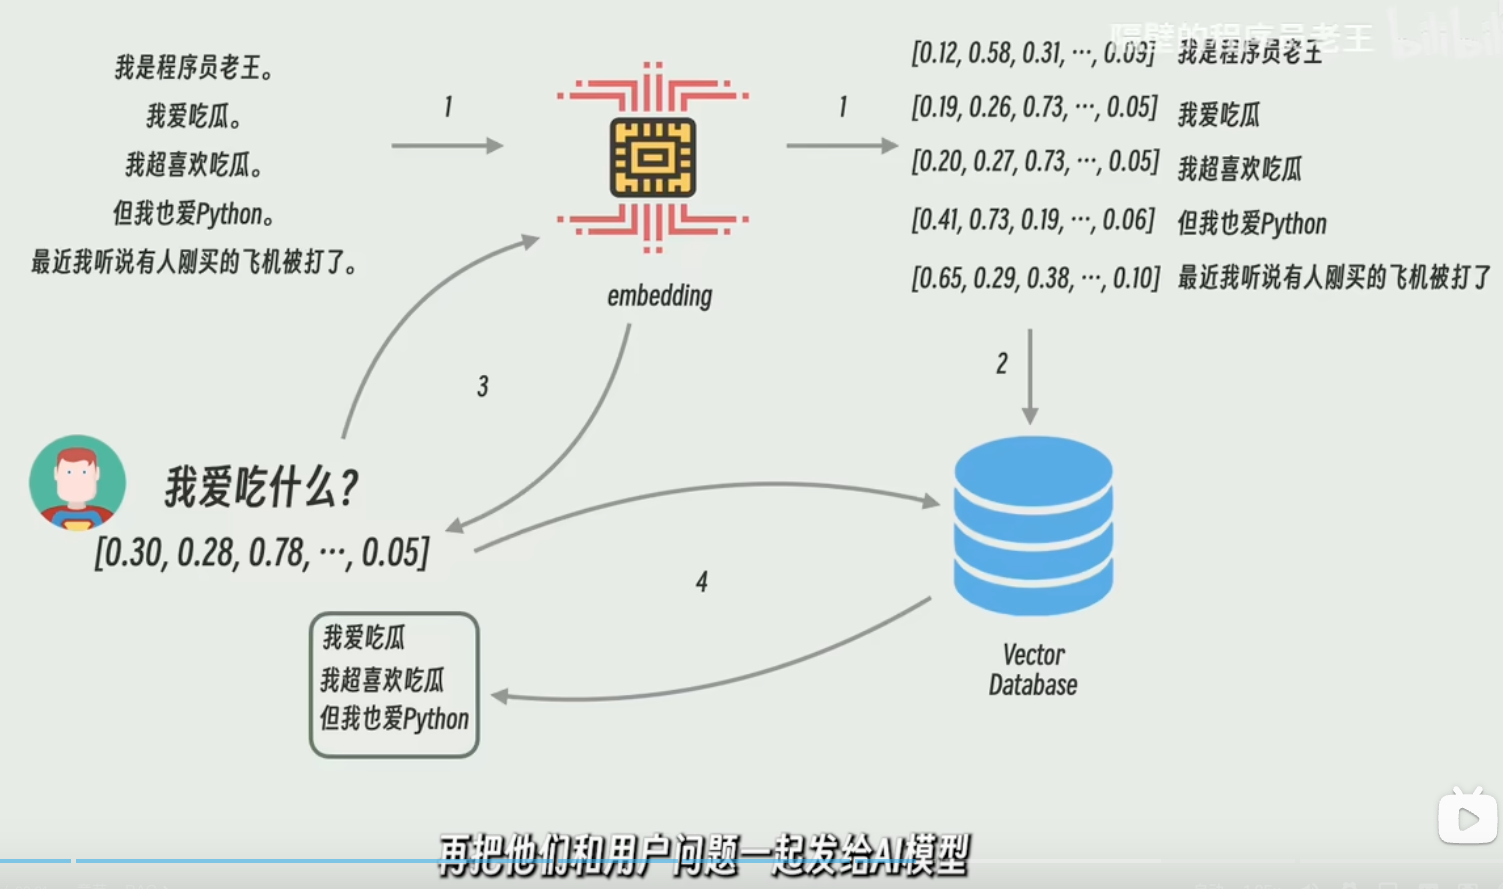 隔壁的程序员老王 bilibili
我是程序员老王。
我爱吃瓜。
我超喜欢吃瓜。
但我也爱Python。
最近我听说有人刚买的飞机被打了。
1
embedding
1
[0.12, 0.58, 0.31, ···, 0.09] 我是程序员老王
[0.19, 0.26, 0.73, ···, 0.05] 我爱吃瓜
[0.20, 0.27, 0.73, ···, 0.05] 我超喜欢吃瓜
[0.41, 0.73, 0.19, ···, 0.06] 但我也爱Python
[0.65, 0.29, 0.38, ···, 0.10] 最近我听说有人刚买的飞机被打了
2
3
我爱吃什么?
[0.30, 0.28, 0.78, ···, 0.05]
4
Vector
Database
我爱吃瓜
我超喜欢吃瓜
但我也爱Python
再把他们和用户问题一起发给AI模型